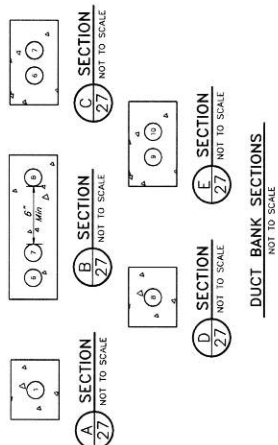 1
6 7 6" Min 8
6 7
A SECTION
27 NOT TO SCALE
B SECTION
27 NOT TO SCALE
C SECTION
27 NOT TO SCALE
8
9 10
D SECTION
27 NOT TO SCALE
E SECTION
27 NOT TO SCALE
DUCT BANK SECTIONS
NOT TO SCALE